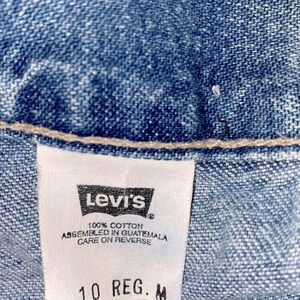 LEVI'S
100% COTTON
ASSEMBLED IN GUATEMALA
CARE ON REVERSE
10 REG. M